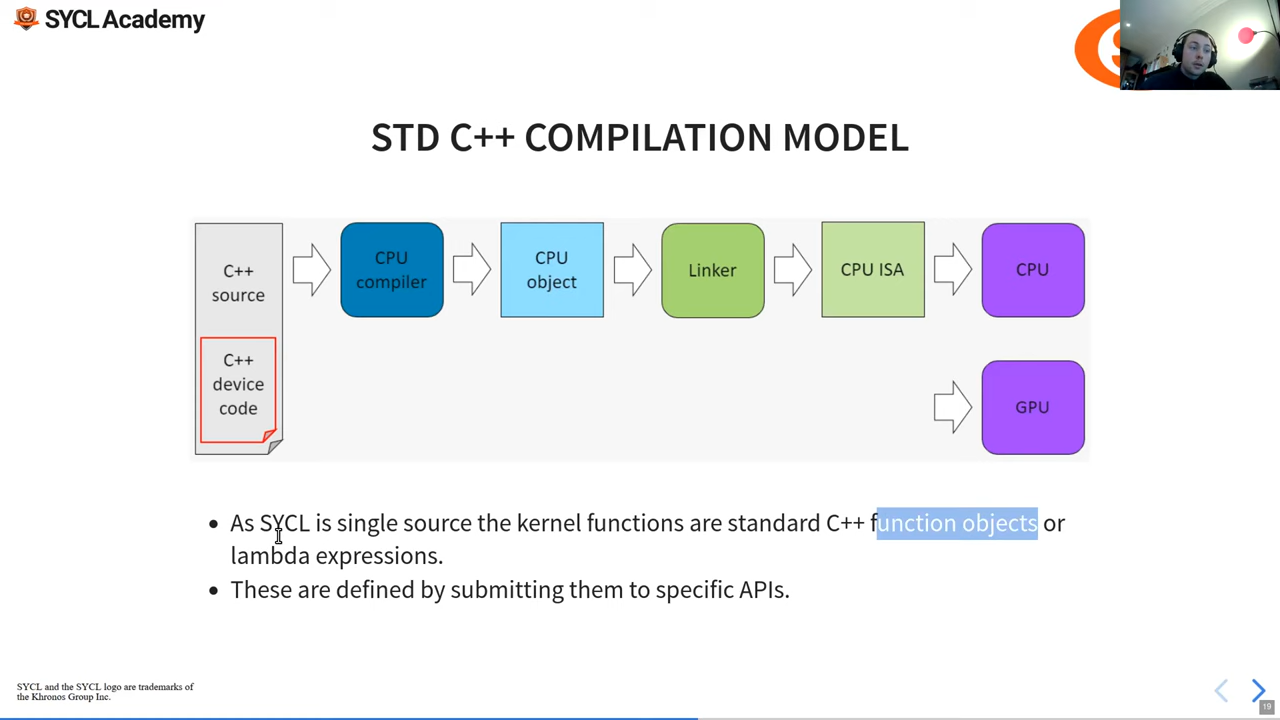 SYCL Academy
STD C++ COMPILATION MODEL
C++
source
CPU
compiler
CPU
object
Linker
CPU ISA
CPU
C++
device
code
GPU
As SYCL is single source the kernel functions are standard C++ function objects or
lambda expressions.
These are defined by submitting them to specific APIs.
SYCL and the SYCL logo are trademarks of
the Khronos Group Inc.
19